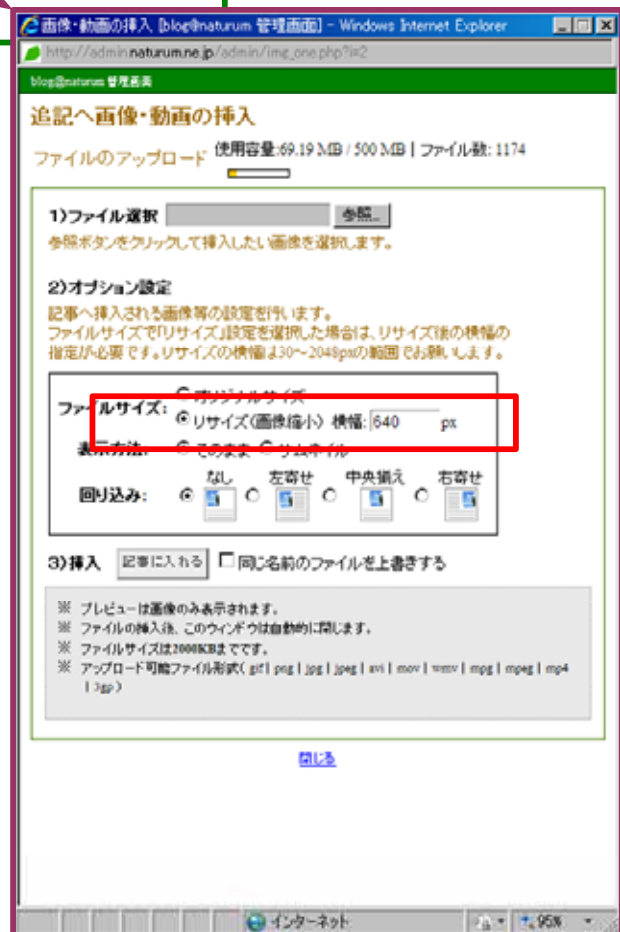 画像・動画の挿入 [blog@naturum 管理画面] - Windows Internet Explorer
http://admin.naturum.ne.jp/admin/img_one.php?i=2
blog@naturum 管理画面
追記へ画像・動画の挿入
ファイルのアップロード 使用容量:69.19 MB / 500 MB | ファイル数: 1174
1)ファイル選択 参照...
参照ボタンをクリックして挿入したい画像を選択します。
2)オプション設定
記事へ挿入される画像等の設定を行います。
ファイルサイズで「リサイズ」設定を選択した場合は、リサイズ後の横幅の
指定が必要です。リサイズの横幅は30~2048pxの範囲でお願いします。
オリジナルサイズ
ファイルサイズ: リサイズ(画像縮小) 横幅: 640 px
表示方法: そのまま サムネイル
なし 左寄せ 中央揃え 右寄せ
回り込み:
3)挿入 記事に入れる 同じ名前のファイルを上書きする
※ プレビューは画像のみ表示されます。
※ ファイルの挿入後、このウィンドウは自動的に閉じます。
※ ファイルサイズは2000KBまでです。
※ アップロード可能ファイル形式( gif | png | jpg | jpeg | avi | mov | wmv | mpg | mpeg | mp4
| 3gp )
閉じる
インターネット 95%